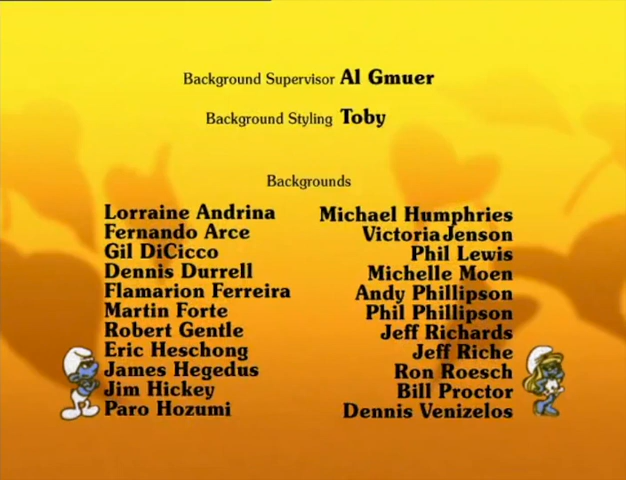 Background Supervisor Al Gmuer
Background Styling Toby
Backgrounds
Lorraine Andrina
Fernando Arce
Gil DiCicco
Dennis Durrell
Flamarion Ferreira
Martin Forte
Robert Gentle
Eric Heschong
James Hegedus
Jim Hickey
Paro Hozumi
Michael Humphries
Victoria Jenson
Phil Lewis
Michelle Moen
Andy Phillipson
Phil Phillipson
Jeff Richards
Jeff Riche
Ron Roesch
Bill Proctor
Dennis Venizelos